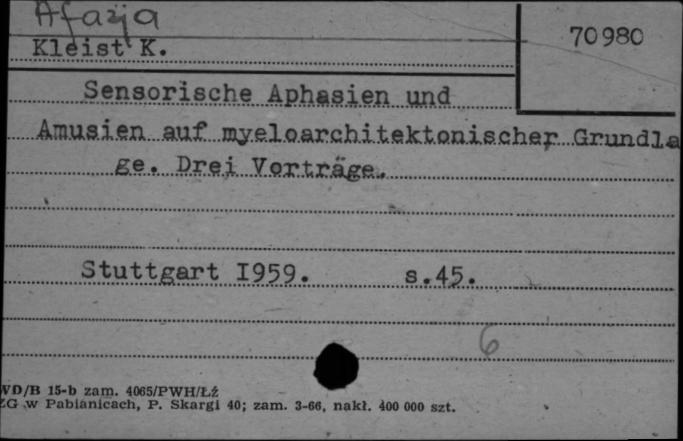 Afazja
70980
Kleist K.
Sensorische Aphasien und
Amusien auf myeloarchitektonischer Grundla
ge. Drei Vorträge.
Stuttgart I959. s.45.
6
WD/B 15-b zam. 4065/PWH/Łź
ZG w Pabianicach, P. Skargi 40; zam. 3-66, nakł. 400 000 szt.